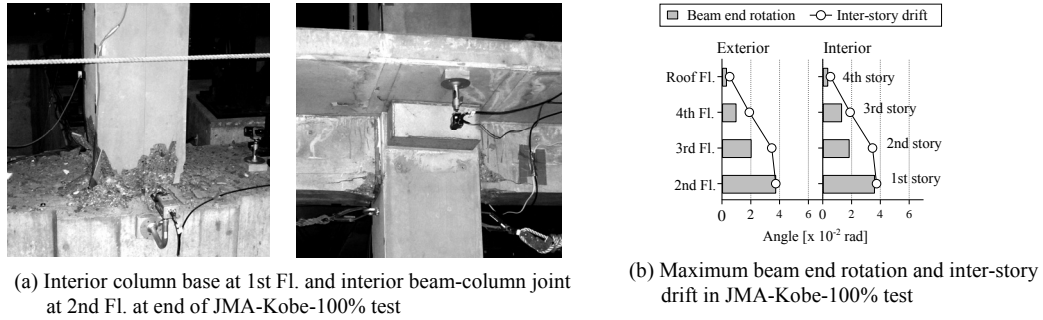 Beam end rotation Inter-story drift
Exterior Interior
Roof Fl. 4th story
4th Fl. 3rd story
3rd Fl. 2nd story
2nd Fl. 1st story
0 2 4 6 0 2 4 6
Angle [x 10⁻² rad]
(a) Interior column base at 1st Fl. and interior beam-column joint
at 2nd Fl. at end of JMA-Kobe-100% test
(b) Maximum beam end rotation and inter-story
drift in JMA-Kobe-100% test